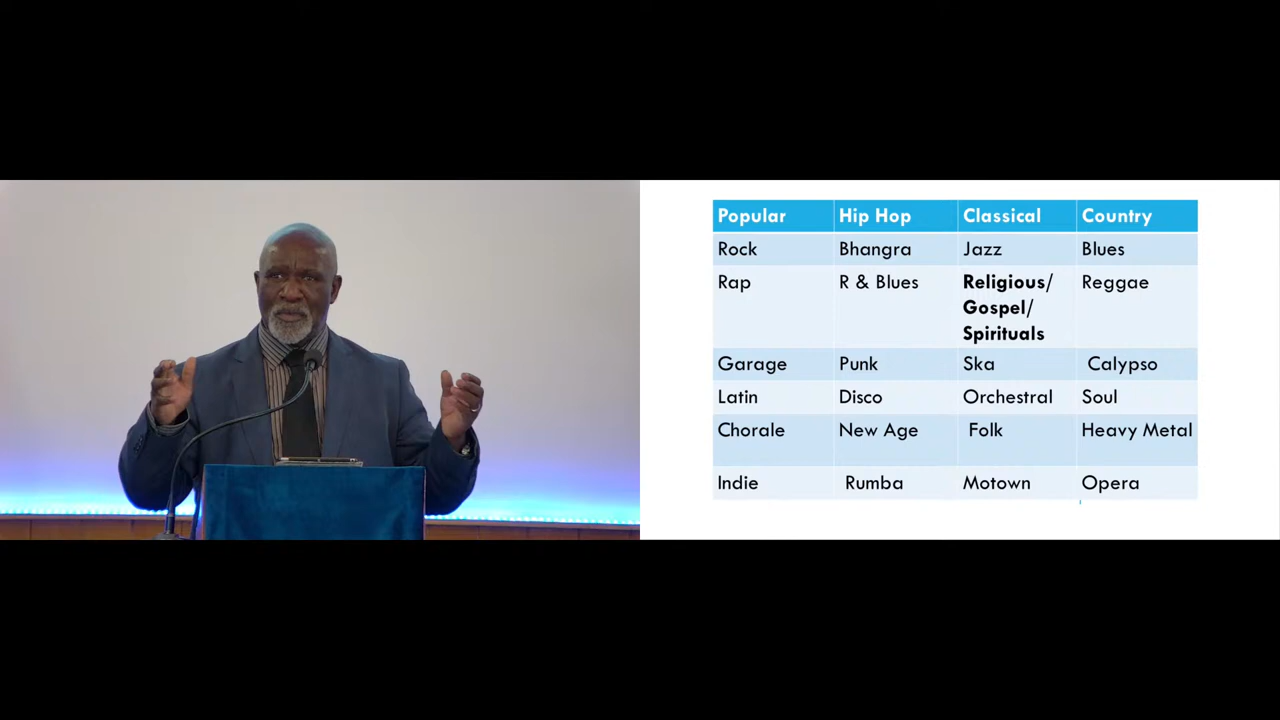 Popular Hip Hop Classical Country
Rock Bhangra Jazz Blues
Rap R & Blues Religious/ Reggae
Gospel/
Spirituals
Garage Punk Ska Calypso
Latin Disco Orchestral Soul
Chorale New Age Folk Heavy Metal
Indie Rumba Motown Opera